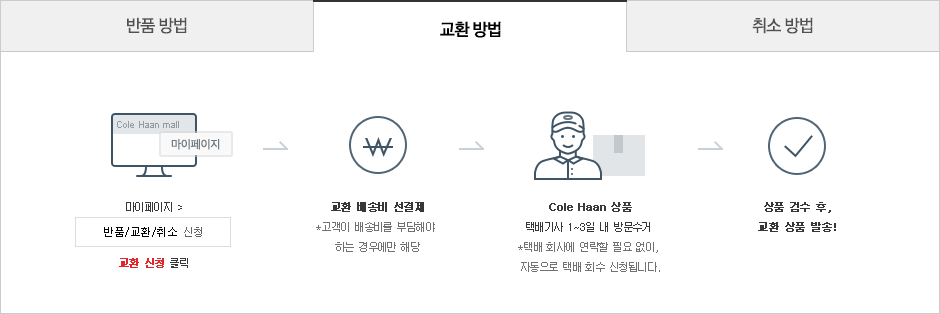 반품 방법
교환 방법
취소 방법
Cole Haan mall
마이페이지
마이페이지 >
반품/교환/취소 신청
교환 신청 클릭
₩
교환 배송비 선결제
*고객이 배송비를 부담해야
하는 경우에만 해당
Cole Haan 상품
택배기사 1~3일 내 방문수거
*택배 회사에 연락할 필요 없이,
자동으로 택배 회수 신청됩니다.
상품 검수 후,
교환 상품 발송!